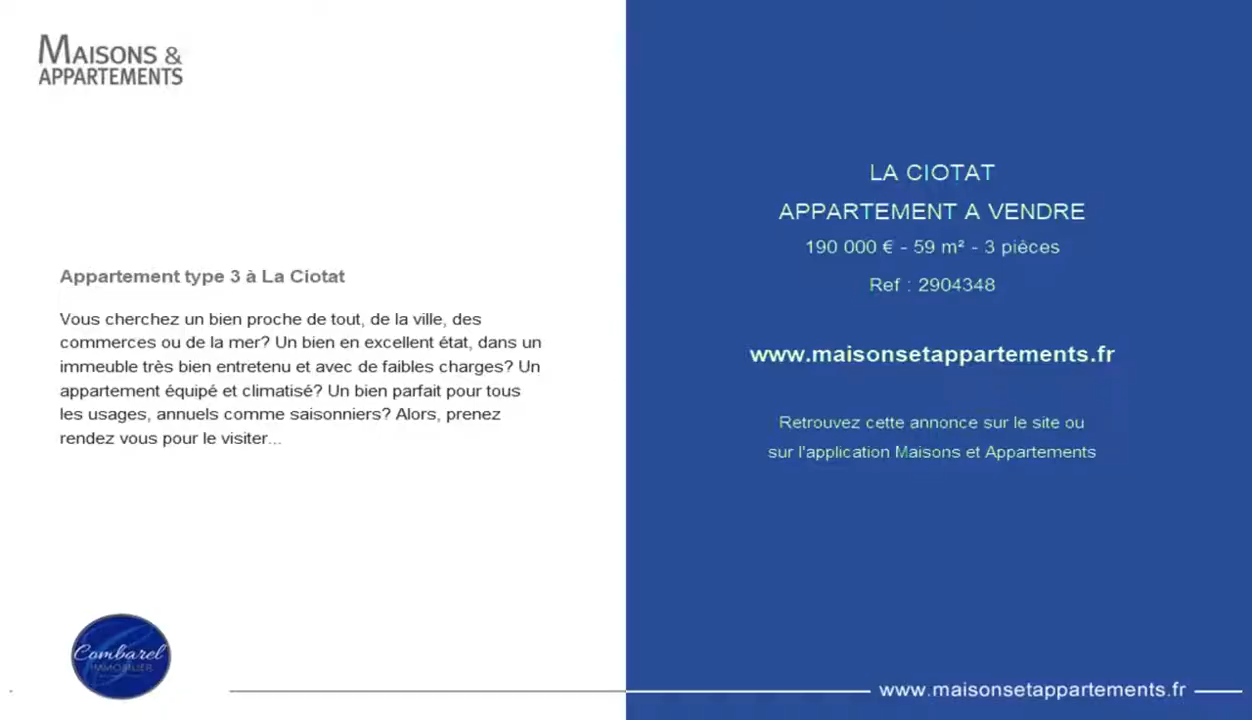 MAISONS &
APPARTEMENTS
Appartement type 3 à La Ciotat
Vous cherchez un bien proche de tout, de la ville, des
commerces ou de la mer? Un bien en excellent état, dans un
immeuble très bien entretenu et avec de faibles charges? Un
appartement équipé et climatisé? Un bien parfait pour tous
les usages, annuels comme saisonniers? Alors, prenez
rendez vous pour le visiter...
Combarel
IMMOBILIER
LA CIOTAT
APPARTEMENT A VENDRE
190 000 € - 59 m² - 3 pièces
Ref : 2904348
www.maisonsetappartements.fr
Retrouvez cette annonce sur le site ou
sur l'application Maisons et Appartements
www.maisonsetappartements.fr